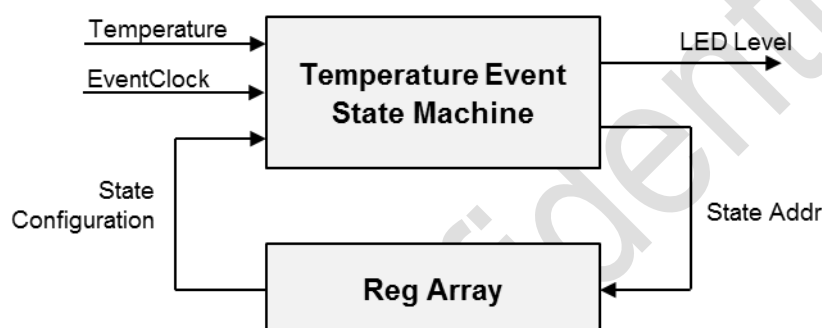 Temperature
EventClock
LED Level
Temperature Event
State Machine
State
Configuration
State Addr
Reg Array